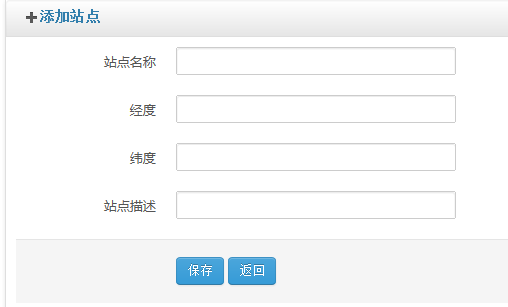 添加站点
站点名称
经度
纬度
站点描述
保存 返回